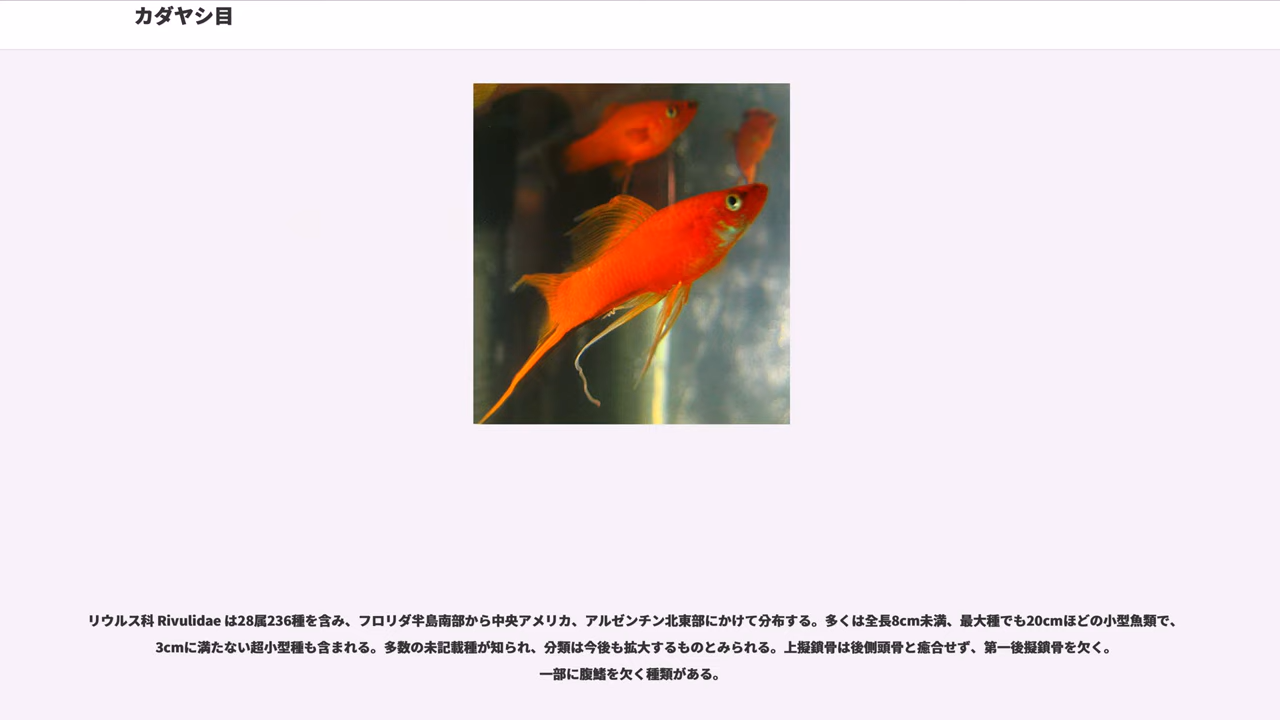 カダヤシ目
リウルス科 Rivulidae は28属236種を含み、フロリダ半島南部から中央アメリカ、アルゼンチン北東部にかけて分布する。多くは全長8cm未満、最大種でも20cmほどの小型魚類で、
3cmに満たない超小型種も含まれる。多数の未記載種が知られ、分類は今後も拡大するものとみられる。上擬鎖骨は後側頭骨と癒合せず、第一後擬鎖骨を欠く。
一部に腹鰭を欠く種類がある。